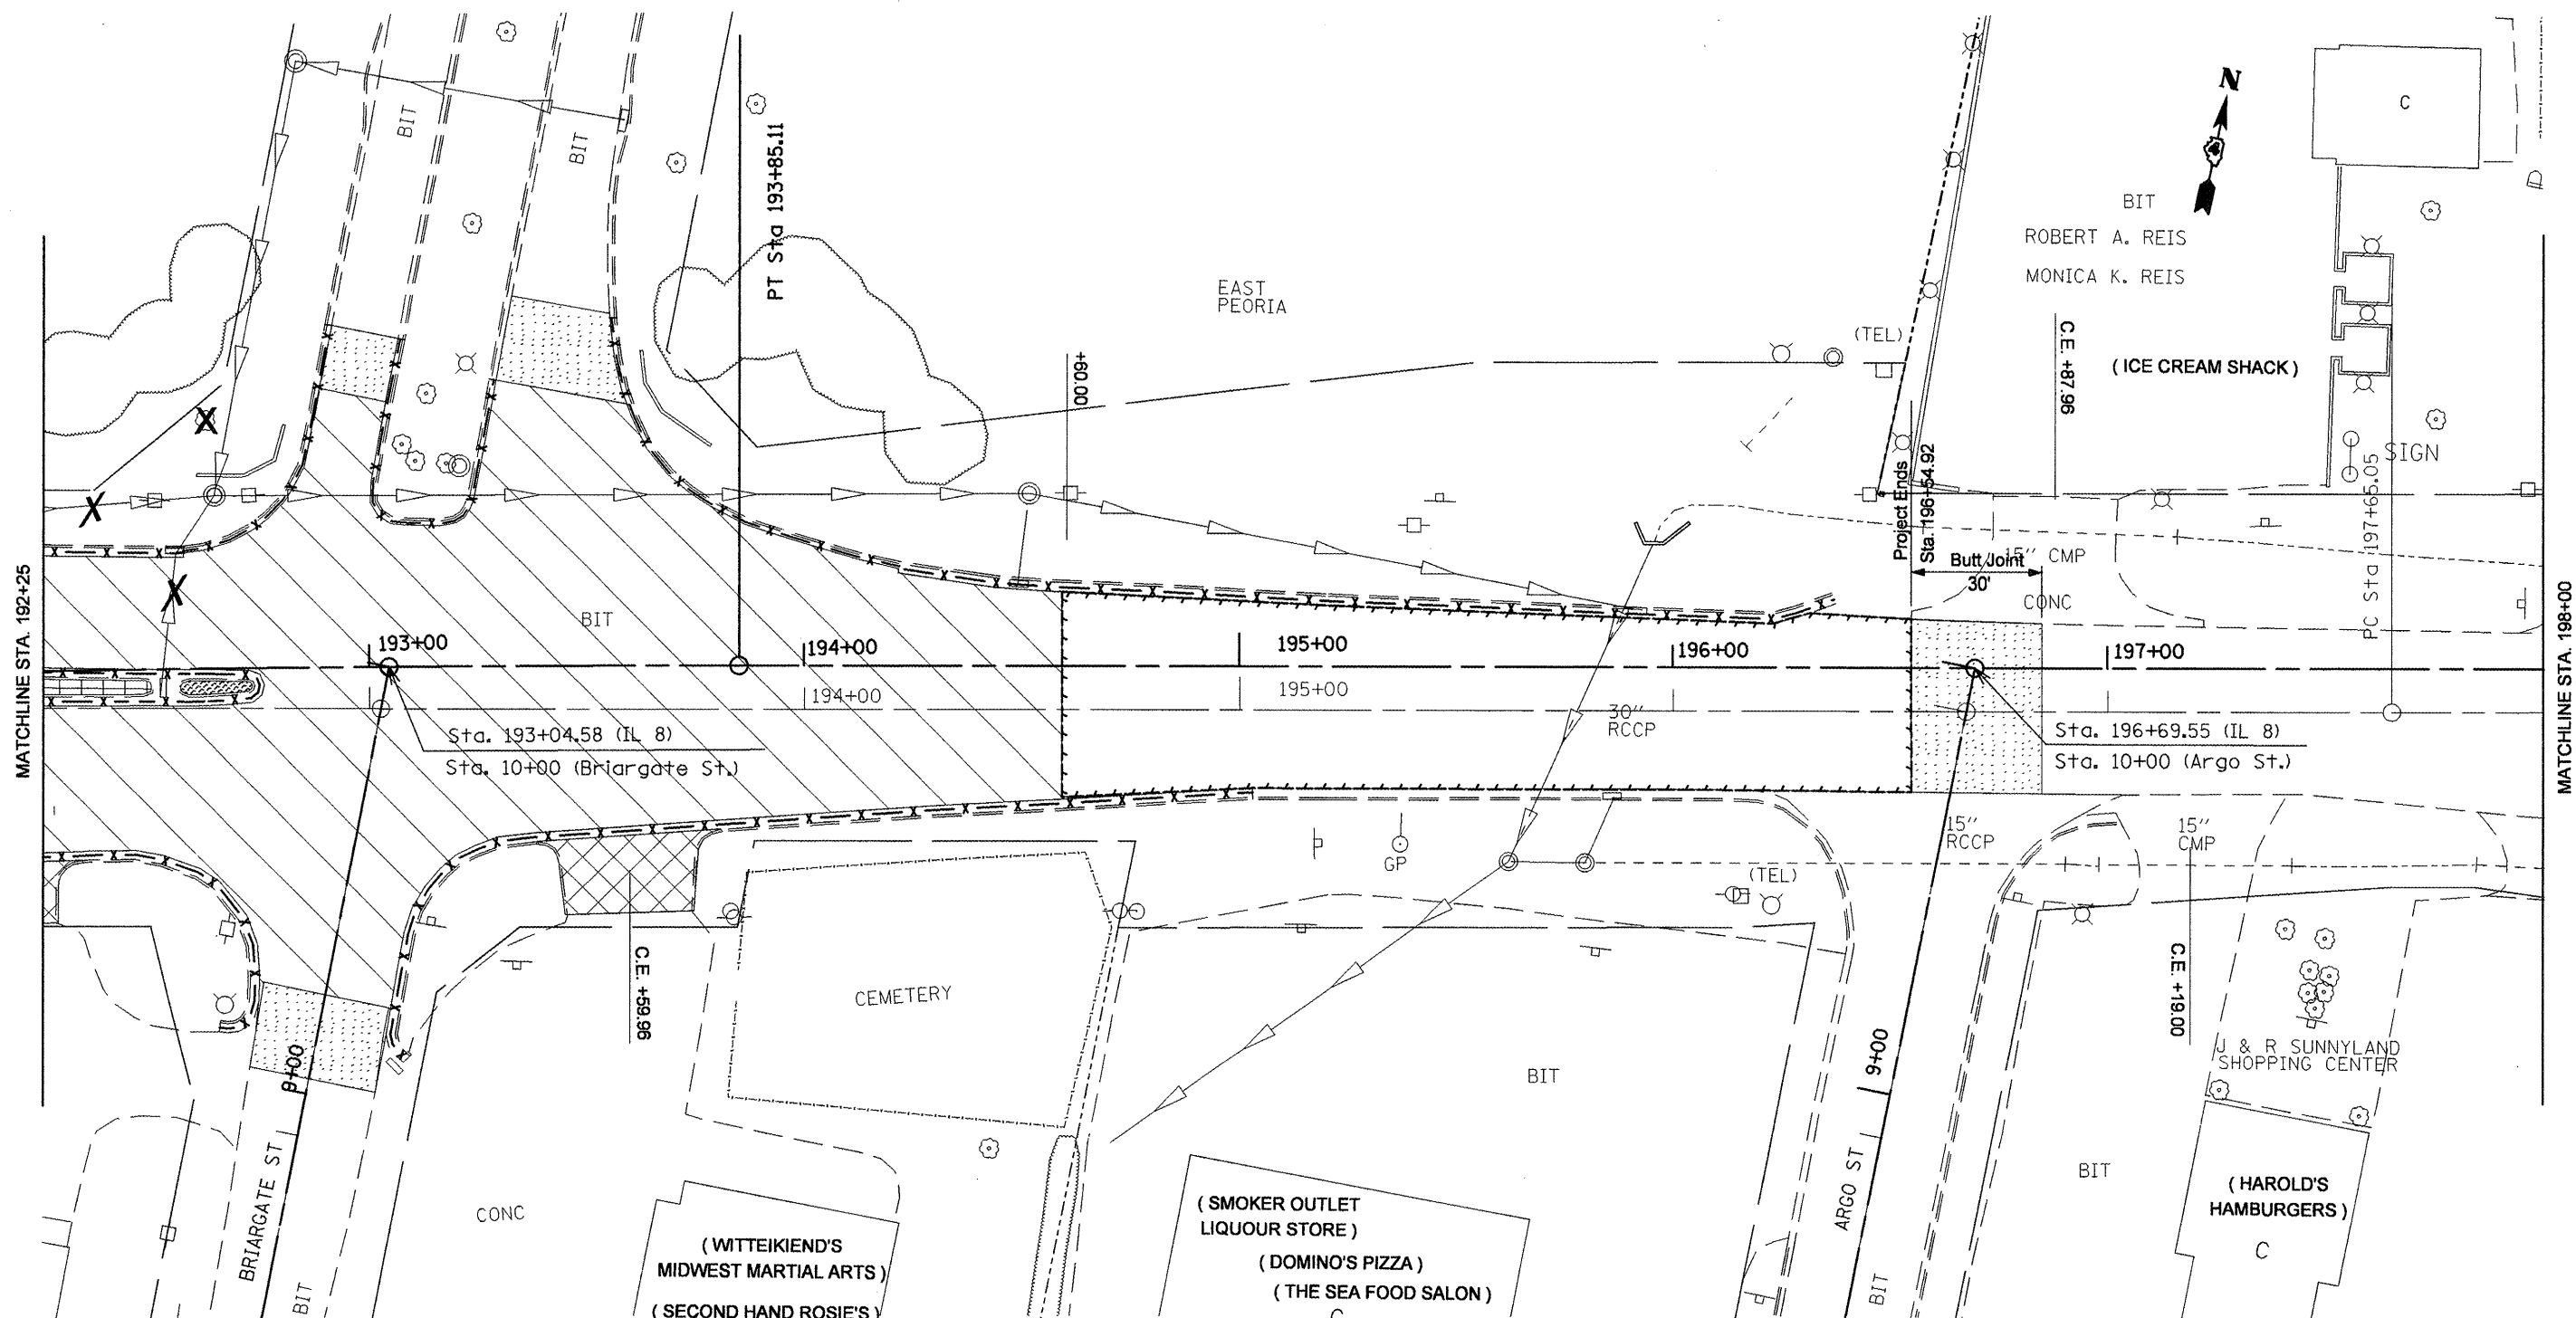 N
BIT
BIT
PT Sta 193+85.11
C
BIT
ROBERT A. REIS
MONICA K. REIS
EAST
PEORIA
(TEL)
+60.00
C.E. +87.96
( ICE CREAM SHACK )
SIGN
Project Ends
Sta. 196+54.92
PC Sta 197+65.05
Butt Joint
30'
15" CMP
CONC
MATCHLINE STA. 192+25
MATCHLINE STA. 198+00
BIT
193+00
194+00
195+00
196+00
197+00
194+00
195+00
30"
RCCP
Sta. 193+04.58 (IL 8)
Sta. 10+00 (Briargate St.)
Sta. 196+69.55 (IL 8)
Sta. 10+00 (Argo St.)
15"
RCCP
15"
CMP
GP
(TEL)
C.E. +59.96
C.E. +19.00
CEMETERY
9+00
9+00
BIT
J & R SUNNYLAND
SHOPPING CENTER
BRIARGATE ST
ARGO ST
BIT
CONC
BIT
BIT
( WITTEIKIEND'S
MIDWEST MARTIAL ARTS )
( SECOND HAND ROSIE'S )
( SMOKER OUTLET
LIQUOUR STORE )
( DOMINO'S PIZZA )
( THE SEA FOOD SALON )
( HAROLD'S
HAMBURGERS )
C